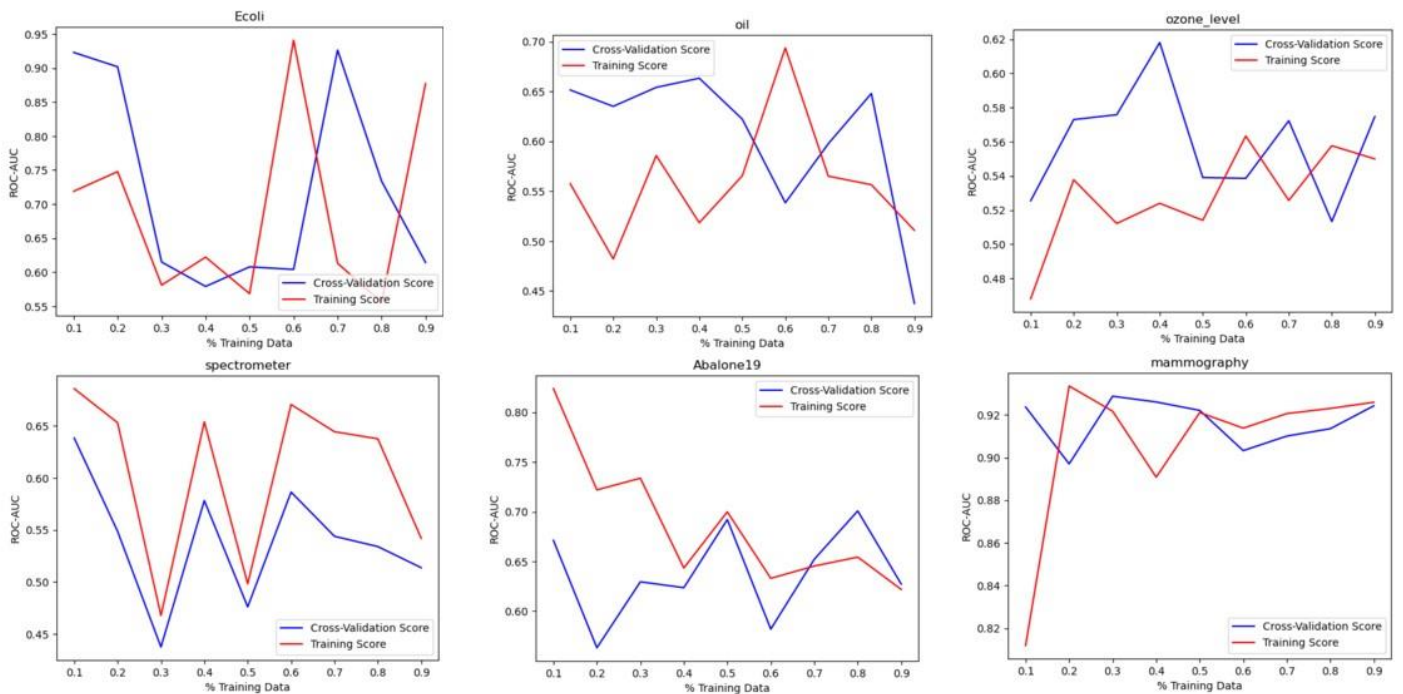 Ecoli
ROC-AUC
0.95
0.90
0.85
0.80
0.75
0.70
0.65
0.60
0.55
Cross-Validation Score
Training Score
0.1 0.2 0.3 0.4 0.5 0.6 0.7 0.8 0.9
% Training Data
oil
ROC-AUC
0.70
0.65
0.60
0.55
0.50
0.45
Cross-Validation Score
Training Score
0.1 0.2 0.3 0.4 0.5 0.6 0.7 0.8 0.9
% Training Data
ozone_level
ROC-AUC
0.62
0.60
0.58
0.56
0.54
0.52
0.50
0.48
Cross-Validation Score
Training Score
0.1 0.2 0.3 0.4 0.5 0.6 0.7 0.8 0.9
% Training Data
spectrometer
ROC-AUC
0.65
0.60
0.55
0.50
0.45
Cross-Validation Score
Training Score
0.1 0.2 0.3 0.4 0.5 0.6 0.7 0.8 0.9
% Training Data
Abalone19
ROC-AUC
0.80
0.75
0.70
0.65
0.60
Cross-Validation Score
Training Score
0.1 0.2 0.3 0.4 0.5 0.6 0.7 0.8 0.9
% Training Data
mammography
ROC-AUC
0.92
0.90
0.88
0.86
0.84
0.82
Cross-Validation Score
Training Score
0.1 0.2 0.3 0.4 0.5 0.6 0.7 0.8 0.9
% Training Data